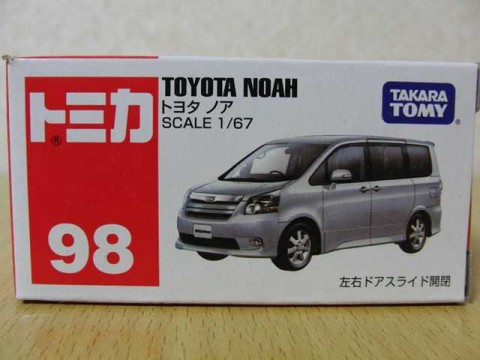 トミカ
®
98
TOYOTA NOAH
トヨタ ノア
SCALE 1/67
TAKARA
TOMY
左右ドアスライド開閉